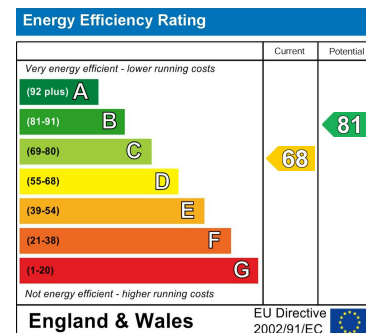 Energy Efficiency Rating
Current Potential
Very energy efficient - lower running costs
(92 plus) A
(81-91) B
81
(69-80) C
68
(55-68) D
(39-54) E
(21-38) F
(1-20) G
Not energy efficient - higher running costs
England & Wales
EU Directive
2002/91/EC